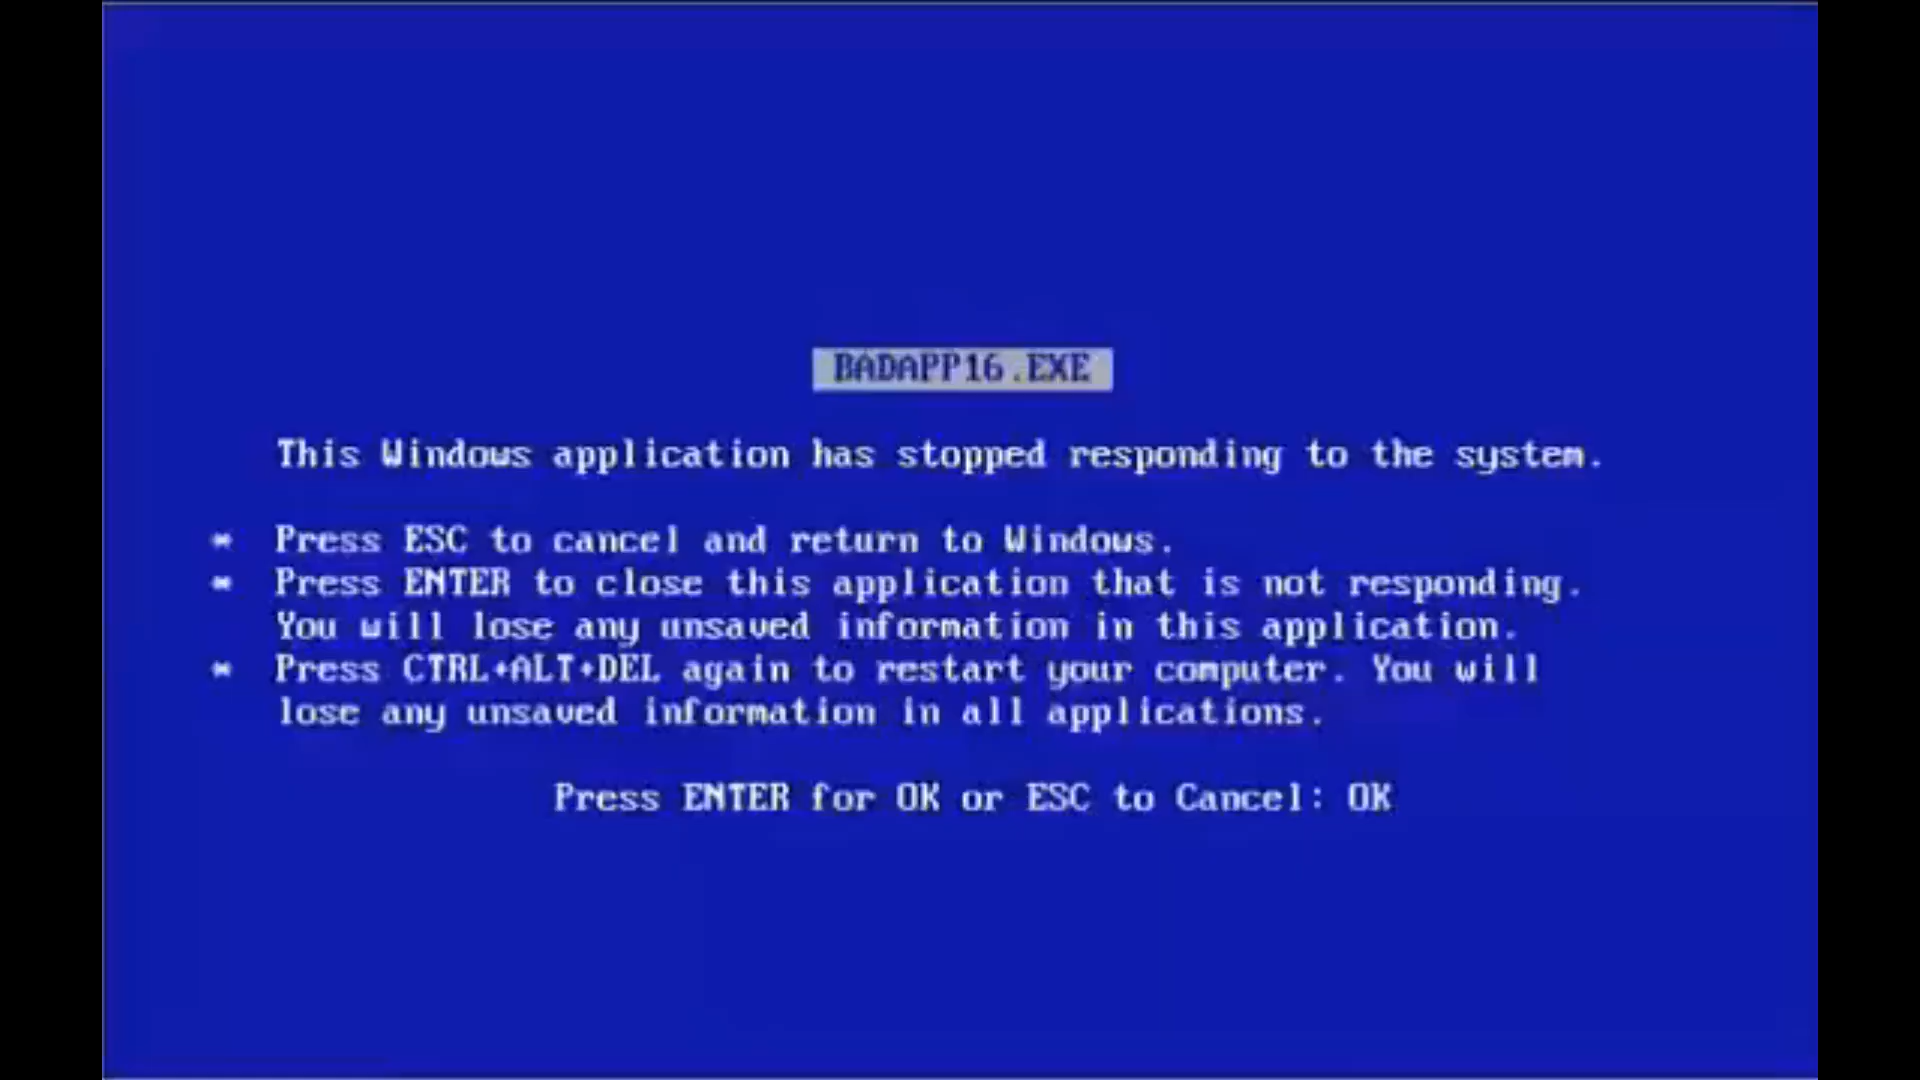 BADAPP16.EXE
This Windows application has stopped responding to the system.
* Press ESC to cancel and return to Windows.
* Press ENTER to close this application that is not responding.
You will lose any unsaved information in this application.
* Press CTRL+ALT+DEL again to restart your computer. You will
lose any unsaved information in all applications.
Press ENTER for OK or ESC to Cancel: OK